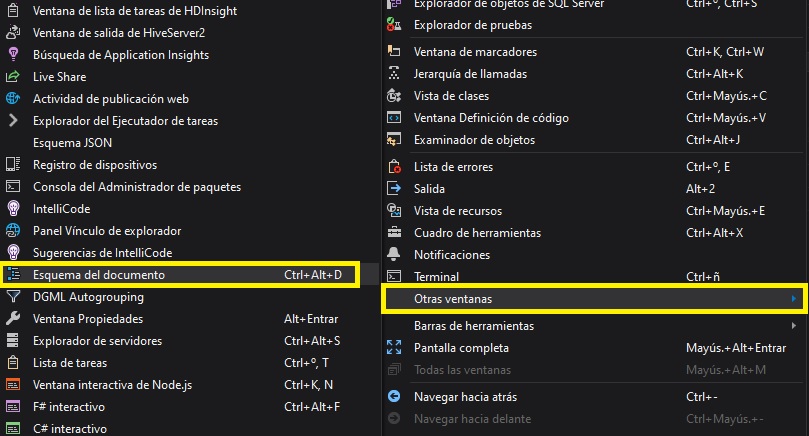 Ventana de lista de tareas de HDInsight
Ventana de salida de HiveServer2
Búsqueda de Application Insights
Live Share
Actividad de publicación web
Explorador del Ejecutador de tareas
Esquema JSON
Registro de dispositivos
Consola del Administrador de paquetes
IntelliCode
Panel Vínculo de explorador
Sugerencias de IntelliCode
Esquema del documento Ctrl+Alt+D
DGML Autogrouping
Ventana Propiedades Alt+Entrar
Explorador de servidores Ctrl+Alt+S
Lista de tareas Ctrl+º, T
Ventana interactiva de Node.js Ctrl+K, N
F# interactivo Ctrl+Alt+F
C# interactivo
Explorador de objetos de SQL Server Ctrl+º, Ctrl+S
Explorador de pruebas
Ventana de marcadores Ctrl+K, Ctrl+W
Jerarquía de llamadas Ctrl+Alt+K
Vista de clases Ctrl+Mayús.+C
Ventana Definición de código Ctrl+Mayús.+V
Examinador de objetos Ctrl+Alt+J
Lista de errores Ctrl+º, E
Salida Alt+2
Vista de recursos Ctrl+Mayús.+E
Cuadro de herramientas Ctrl+Alt+X
Notificaciones
Terminal Ctrl+ñ
Otras ventanas
Barras de herramientas
Pantalla completa Mayús.+Alt+Entrar
Todas las ventanas Mayús.+Alt+M
Navegar hacia atrás Ctrl+-
Navegar hacia delante Ctrl+Mayús.+-